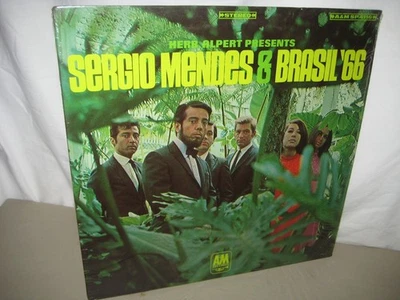 STEREO
HERB ALPERT PRESENTS
SERGIO MENDES & BRASIL '66
A&M